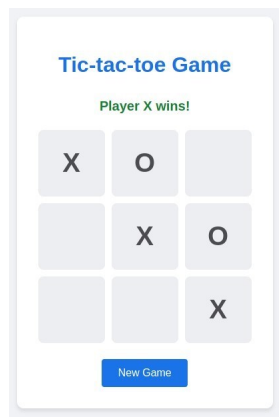 Tic-tac-toe Game
Player X wins!
X O
X O
X
New Game